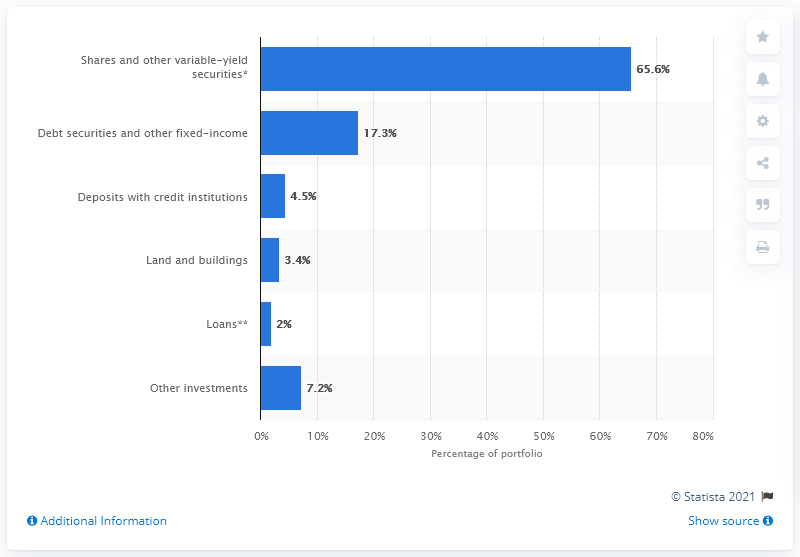 Shares and other variable-yield
securities*
65.6%
Debt securities and other fixed-income
17.3%
Deposits with credit institutions
4.5%
Land and buildings
3.4%
Loans**
2%
Other investments
7.2%
0% 10% 20% 30% 40% 50% 60% 70% 80%
Percentage of portfolio
© Statista 2021
Additional Information
Show source